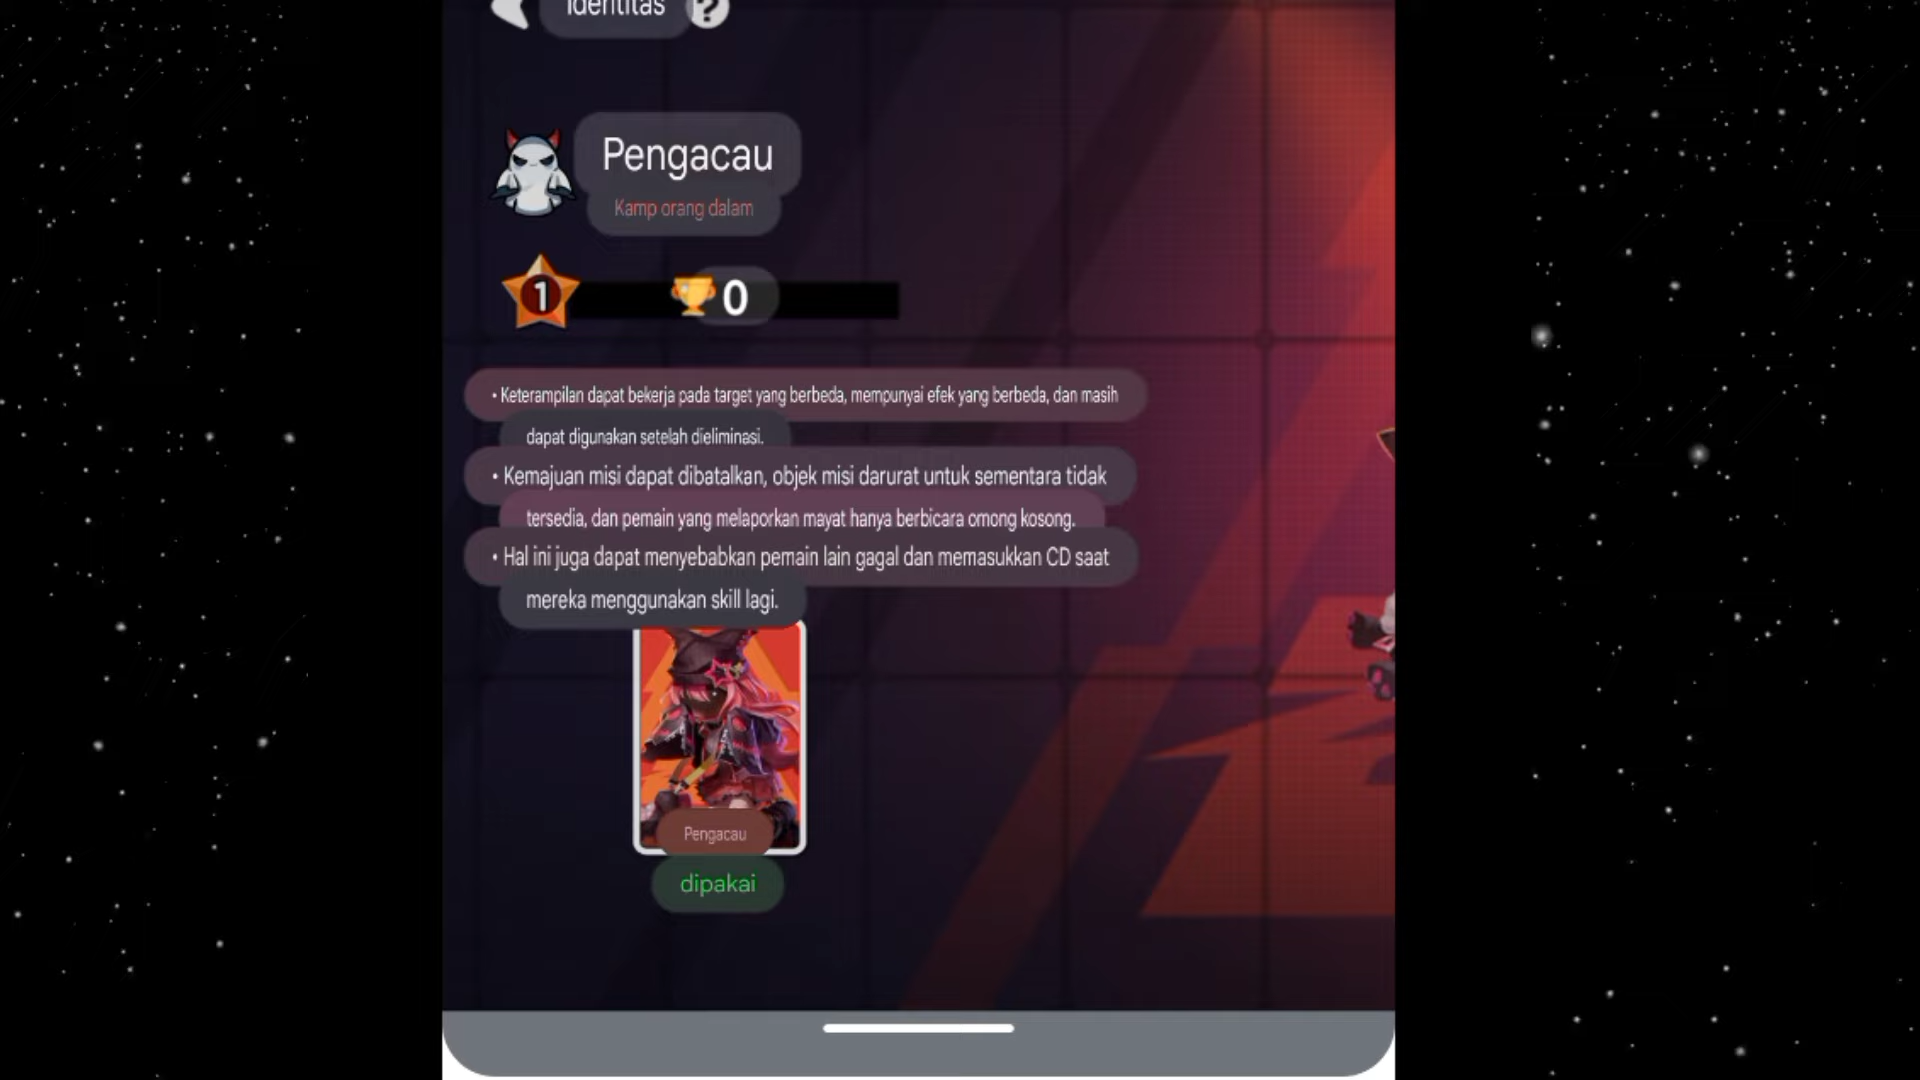 Identitas
?
Pengacau
Kamp orang dalam
1
0
• Keterampilan dapat bekerja pada target yang berbeda, mempunyai efek yang berbeda, dan masih
dapat digunakan setelah dieliminasi.
• Kemajuan misi dapat dibatalkan, objek misi darurat untuk sementara tidak
tersedia, dan pemain yang melaporkan mayat hanya berbicara omong kosong.
• Hal ini juga dapat menyebabkan pemain lain gagal dan memasukkan CD saat
mereka menggunakan skill lagi.
Pengacau
dipakai